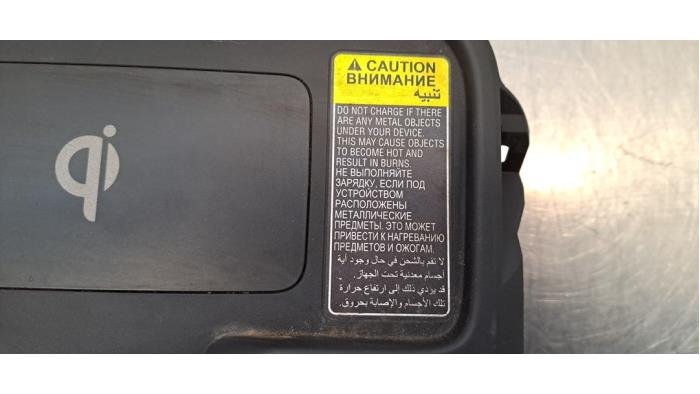 qi
⚠ CAUTION
ВНИМАНИЕ
تنبيه
DO NOT CHARGE IF THERE
ARE ANY METAL OBJECTS
UNDER YOUR DEVICE.
THIS MAY CAUSE OBJECTS
TO BECOME HOT AND
RESULT IN BURNS.
НЕ ВЫПОЛНЯЙТЕ
ЗАРЯДКУ, ЕСЛИ ПОД
УСТРОЙСТВОМ
РАСПОЛОЖЕНЫ
МЕТАЛЛИЧЕСКИЕ
ПРЕДМЕТЫ. ЭТО МОЖЕТ
ПРИВЕСТИ К НАГРЕВАНИЮ
ПРЕДМЕТОВ И ОЖОГАМ.
لا تقم بالشحن في حال وجود أية
أجسام معدنية تحت الجهاز.
قد يؤدي ذلك إلى ارتفاع حرارة
تلك الأجسام والإصابة بحروق.